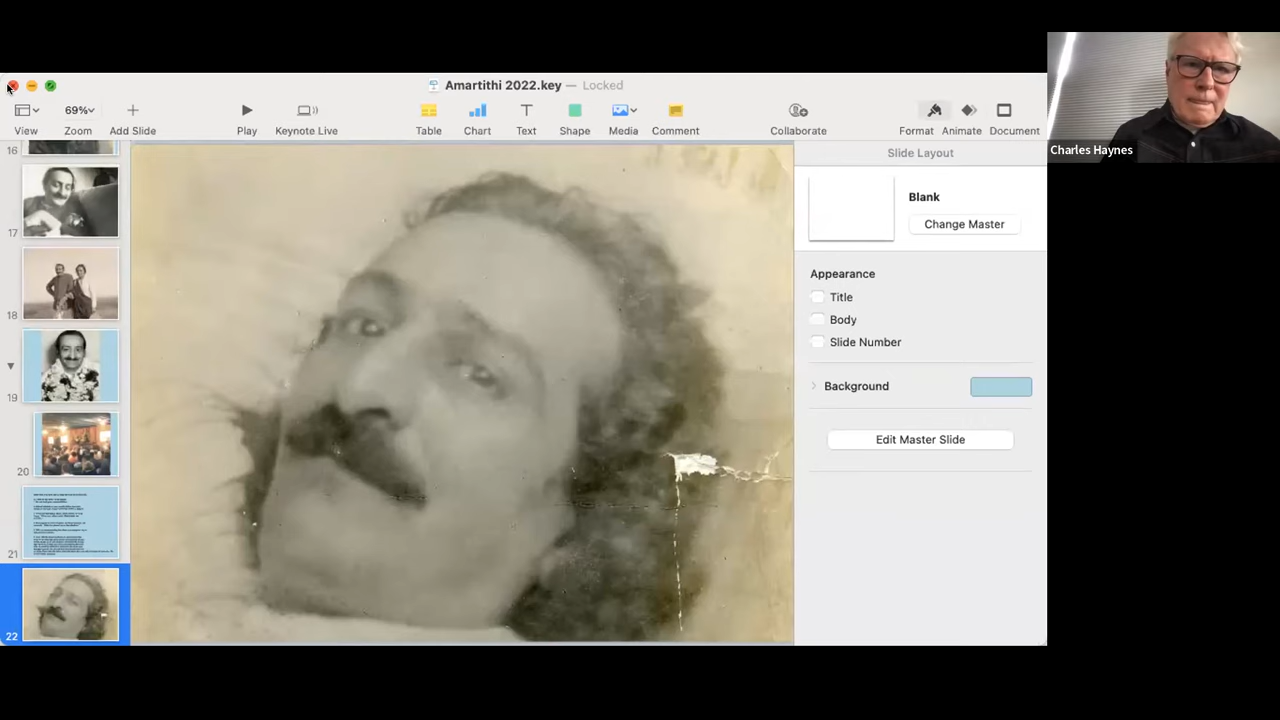 Amartithi 2022.key — Locked
69%
View
Zoom
Add Slide
Play
Keynote Live
Table
Chart
Text
Shape
Media
Comment
Collaborate
Format
Animate
Document
16
17
18
19
20
21
22
Slide Layout
Blank
Change Master
Appearance
Title
Body
Slide Number
Background
Edit Master Slide
Charles Haynes